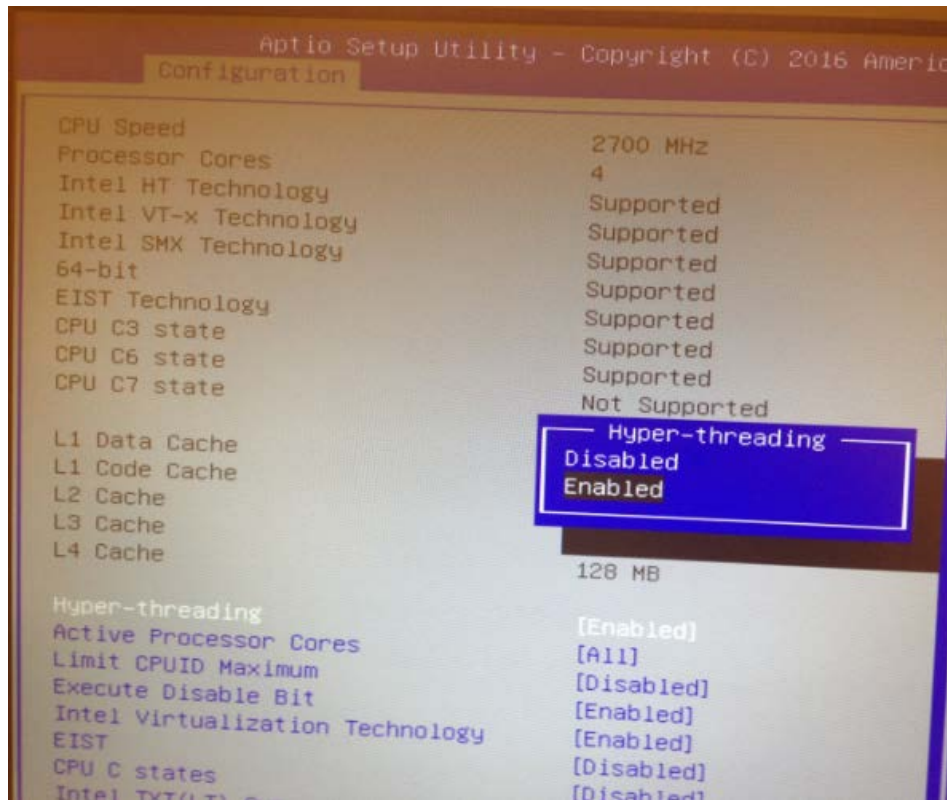 Aptio Setup Utility - Copyright (C) 2016 Americ
Configuration
CPU Speed 2700 MHz
Processor Cores 4
Intel HT Technology Supported
Intel VT-x Technology Supported
Intel SMX Technology Supported
64-bit Supported
EIST Technology Supported
CPU C3 state Supported
CPU C6 state Supported
CPU C7 state Not Supported
Hyper-threading
Disabled
Enabled
L1 Data Cache
L1 Code Cache
L2 Cache
L3 Cache
L4 Cache 128 MB
Hyper-threading [Enabled]
Active Processor Cores [All]
Limit CPUID Maximum [Disabled]
Execute Disable Bit [Enabled]
Intel Virtualization Technology [Enabled]
EIST [Disabled]
CPU C states [Disabled]
Intel TXT(LT)